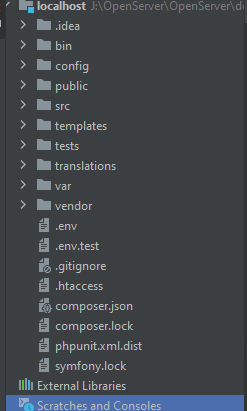 localhost J:\OpenServer\OpenServer\d
.idea
bin
config
public
src
templates
tests
translations
var
vendor
.env
.env.test
.gitignore
.htaccess
composer.json
composer.lock
phpunit.xml.dist
symfony.lock
External Libraries
Scratches and Consoles